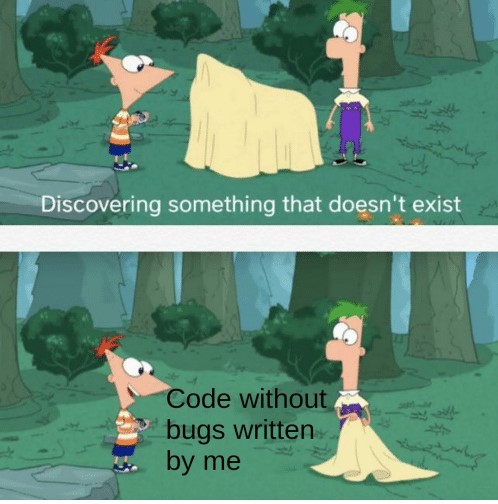 Discovering something that doesn't exist
Code without
bugs written
by me